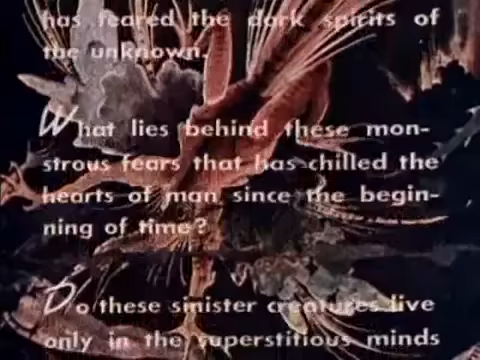 has feared the dark spirits of
the unknown.
What lies behind these mon-
strous fears that has chilled the
hearts of man since the begin-
ning of time?
Do these sinister creatures live
only in the superstitious minds